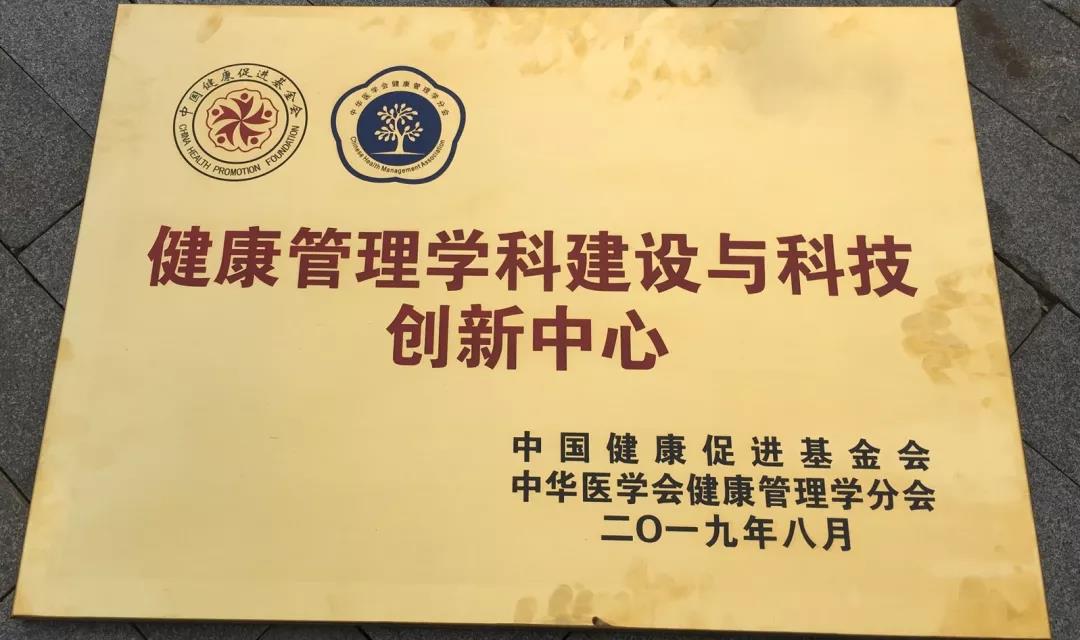 中国健康促进基金会
CHINA HEALTH PROMOTION FOUNDATION
中华医学会健康管理学分会
Chinese Health Management Association
健康管理学科建设与科技
创新中心
中国健康促进基金会
中华医学会健康管理学分会
二〇一九年八月